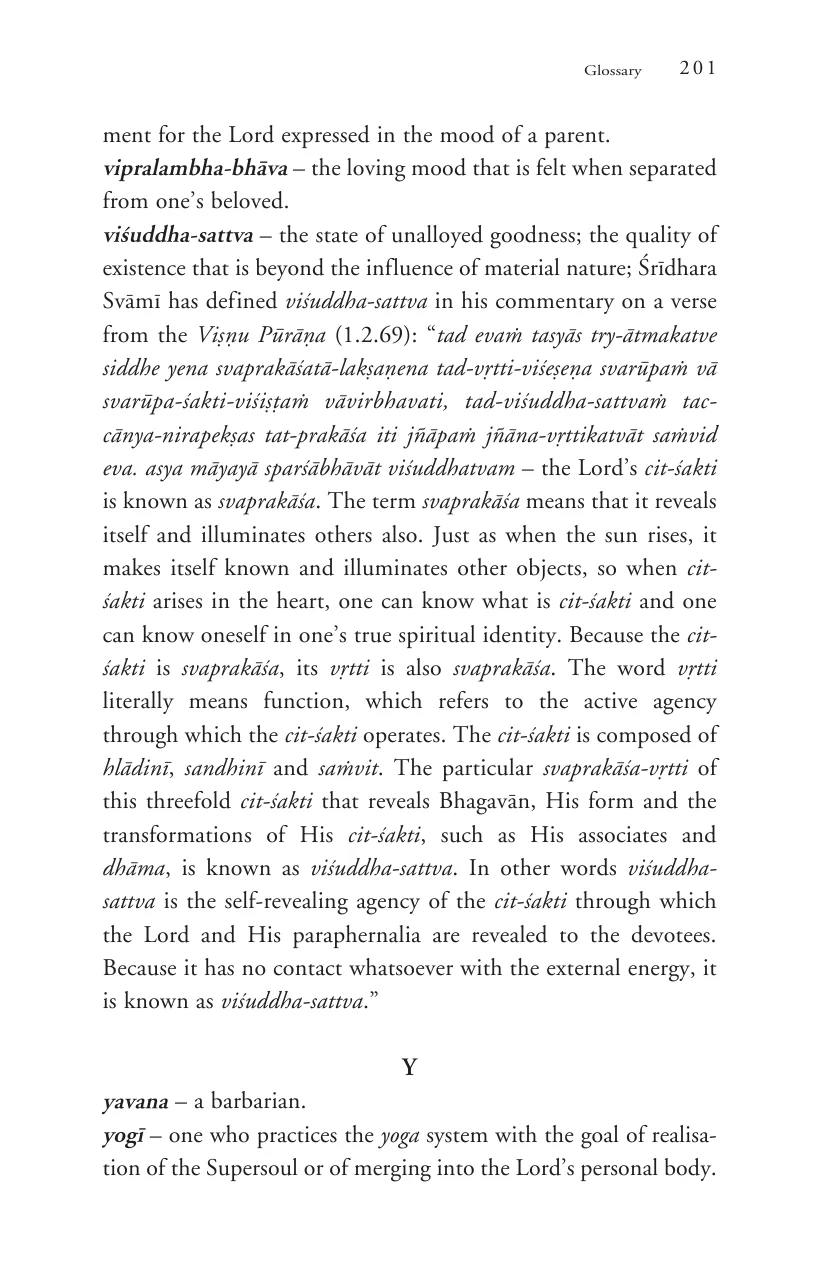 Glossary 201
ment for the Lord expressed in the mood of a parent.
vipralambha-bhāva – the loving mood that is felt when separated
from one’s beloved.
viśuddha-sattva – the state of unalloyed goodness; the quality of
existence that is beyond the influence of material nature; Śrīdhara
Svāmī has defined viśuddha-sattva in his commentary on a verse
from the Viṣṇu Pūrāṇa (1.2.69): “tad evaṁ tasyās try-ātmakatve
siddhe yena svaprakāśatā-lakṣaṇena tad-vṛtti-viśeṣeṇa svarūpaṁ vā
svarūpa-śakti-viśiṣṭaṁ vāvirbhavati, tad-viśuddha-sattvaṁ tac-
cānya-nirapekṣas tat-prakāśa iti jñāpaṁ jñāna-vṛttikatvāt saṁvid
eva. asya māyayā sparśābhāvāt viśuddhatvam – the Lord’s cit-śakti
is known as svaprakāśa. The term svaprakāśa means that it reveals
itself and illuminates others also. Just as when the sun rises, it
makes itself known and illuminates other objects, so when cit-
śakti arises in the heart, one can know what is cit-śakti and one
can know oneself in one’s true spiritual identity. Because the cit-
śakti is svaprakāśa, its vṛtti is also svaprakāśa. The word vṛtti
literally means function, which refers to the active agency
through which the cit-śakti operates. The cit-śakti is composed of
hlādinī, sandhinī and saṁvit. The particular svaprakāśa-vṛtti of
this threefold cit-śakti that reveals Bhagavān, His form and the
transformations of His cit-śakti, such as His associates and
dhāma, is known as viśuddha-sattva. In other words viśuddha-
sattva is the self-revealing agency of the cit-śakti through which
the Lord and His paraphernalia are revealed to the devotees.
Because it has no contact whatsoever with the external energy, it
is known as viśuddha-sattva.”
Y
yavana – a barbarian.
yogī – one who practices the yoga system with the goal of realisa-
tion of the Supersoul or of merging into the Lord’s personal body.